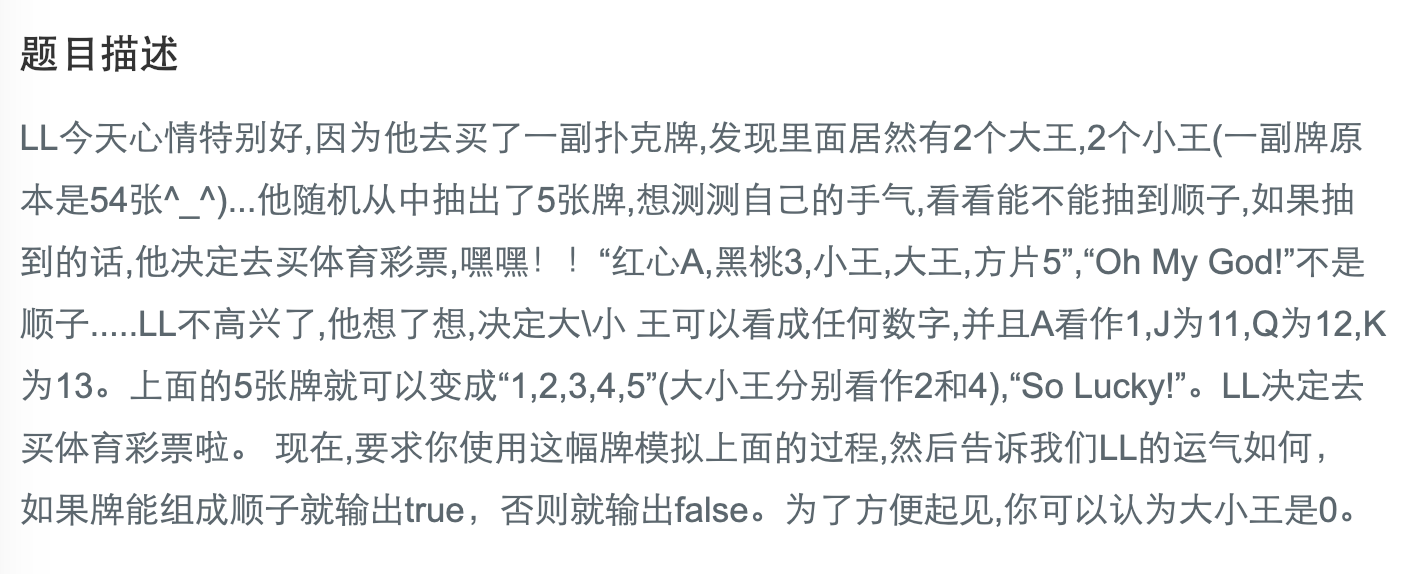 题目描述
LL今天心情特别好,因为他去买了一副扑克牌,发现里面居然有2个大王,2个小王(一副牌原
本是54张^_^)...他随机从中抽出了5张牌,想测测自己的手气,看看能不能抽到顺子,如果抽
到的话,他决定去买体育彩票,嘿嘿！！“红心A,黑桃3,小王,大王,方片5”,“Oh My God!”不是
顺子.....LL不高兴了,他想了想,决定大\小 王可以看成任何数字,并且A看作1,J为11,Q为12,K
为13。上面的5张牌就可以变成“1,2,3,4,5”(大小王分别看作2和4),“So Lucky!”。LL决定去
买体育彩票啦。 现在,要求你使用这幅牌模拟上面的过程,然后告诉我们LL的运气如何，
如果牌能组成顺子就输出true，否则就输出false。为了方便起见,你可以认为大小王是0。